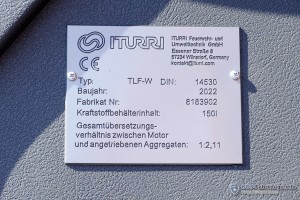 ITURRI
ITURRI Feuerwehr- und
Umwelttechnik GmbH
Essener Straße 8
57234 Wilnsdorf, Germany
kontakt@iturri.com
CE
Typ: TLF-W DIN: 14530
Baujahr: 2022
Fabrikat Nr: 8183902
Kraftstoffbehälterinhalt: 150l
Gesamtübersetzungs-
verhältnis zwischen Motor
und angetriebenen Aggregaten: 1:2,11